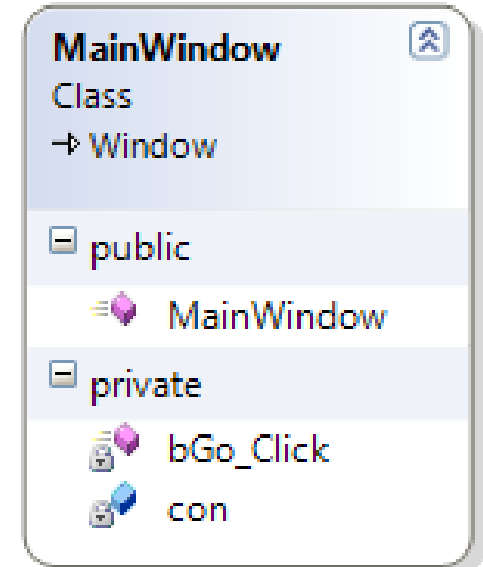 MainWindow
Class
Window
public
MainWindow
private
bGo_Click
con